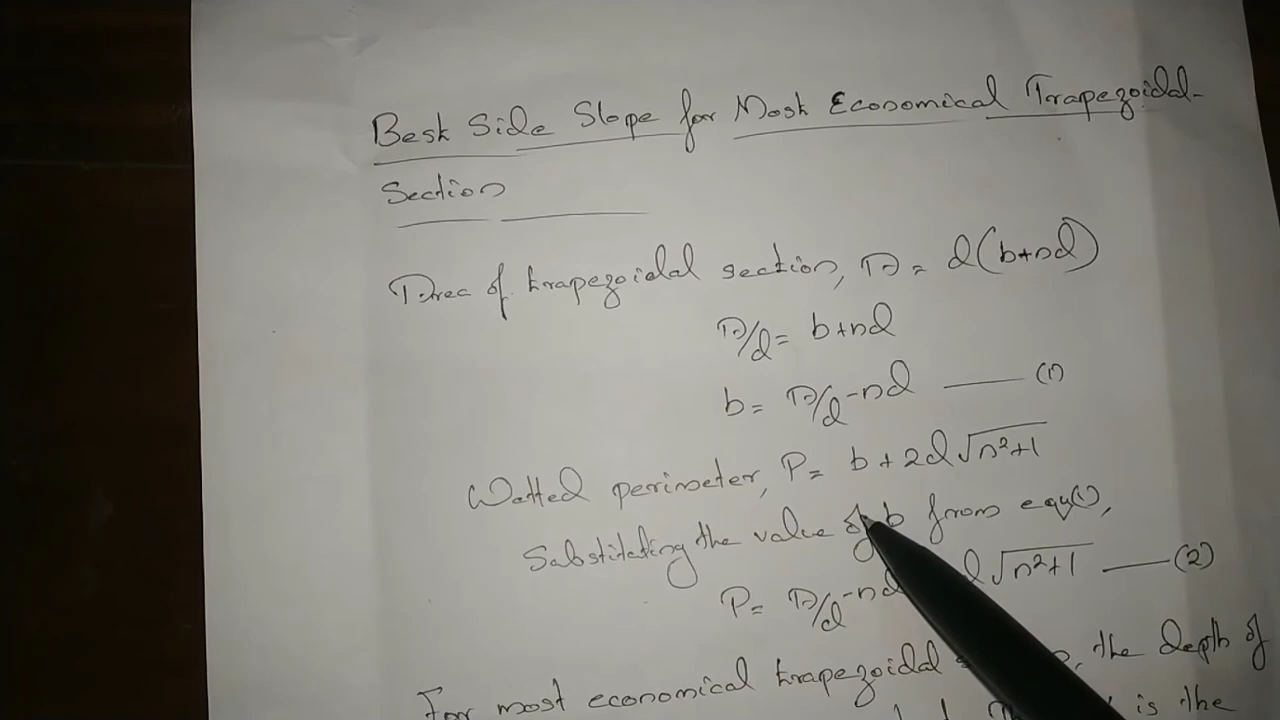 Best Side Slope for Most Economical Trapezoidal
Section
Area of trapezoidal section, A = d(b+nd)
A/d = b+nd
b = A/d - nd —— (1)
Wetted perimeter, P = b + 2d√(n²+1)
Substituting the value of b from equ(1),
P = A/d - nd d√(n²+1) —— (2)
For most economical trapezoidal the depth of
is the